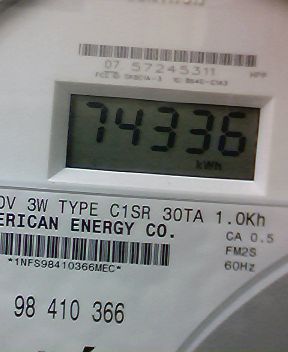 07 57245311
74336
kWh
3W TYPE C1SR 30TA 1.0Kh
ERICAN ENERGY CO.
CA 0.5
FM2S
*1NFS98410366MEC*
60Hz
98 410 366